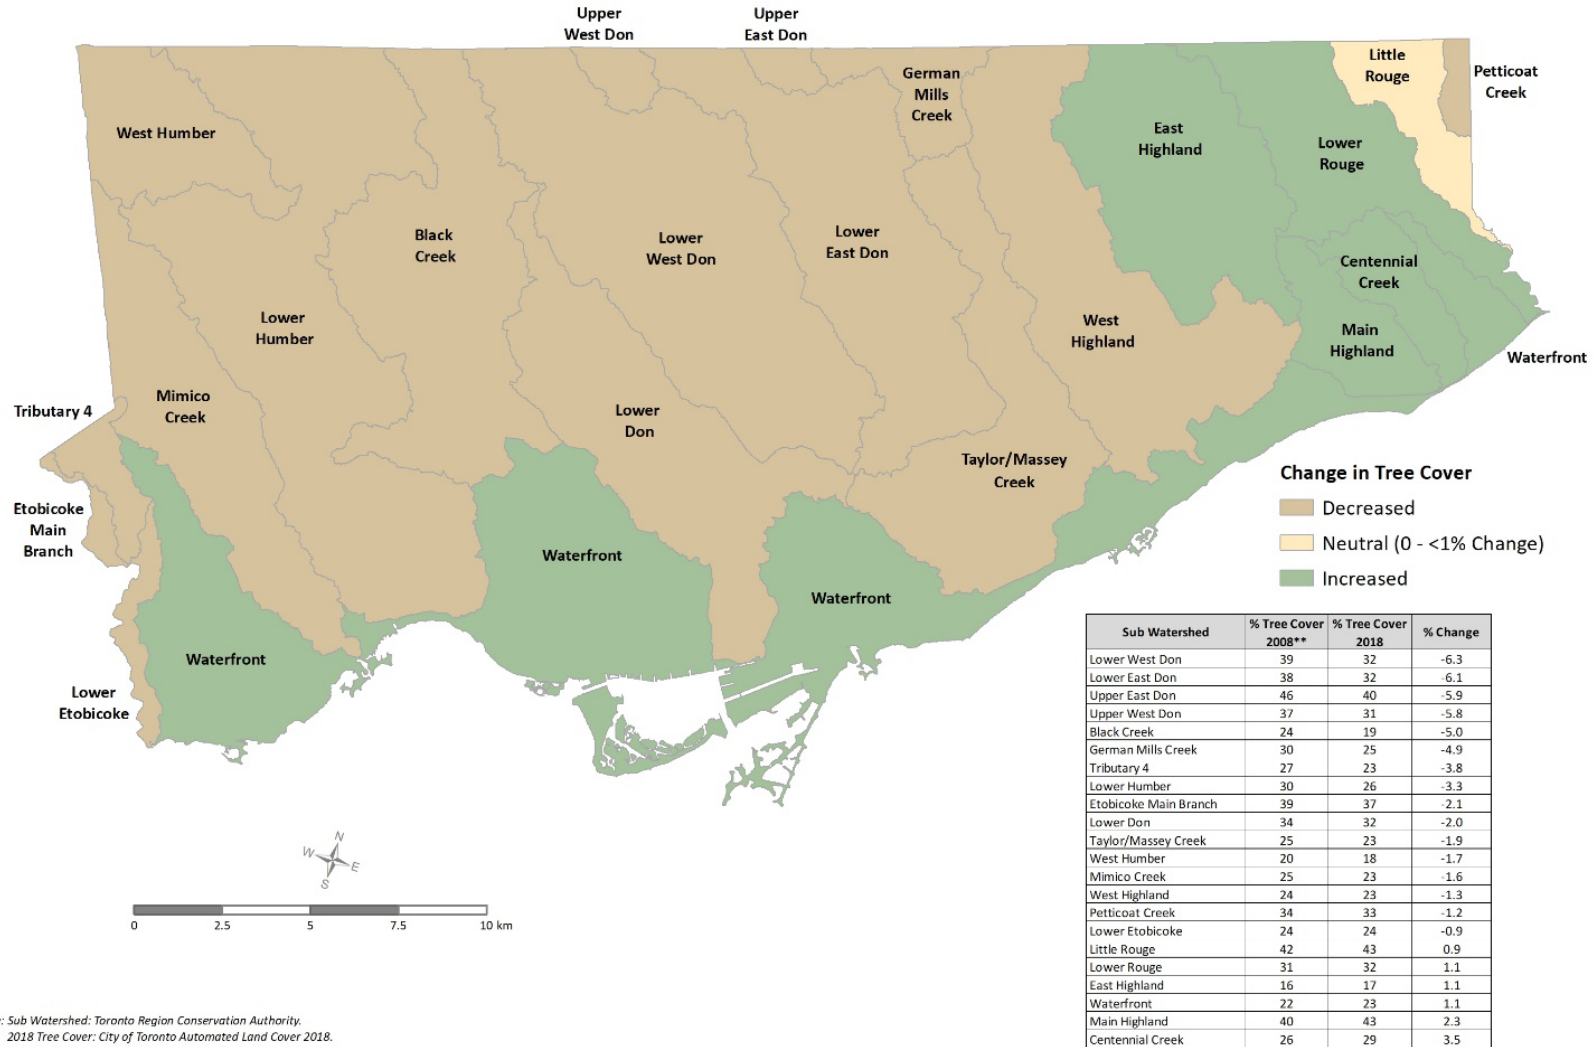 Upper
West Don
Upper
East Don
German
Mills
Creek
Little
Rouge
Petticoat
Creek
West Humber
East
Highland
Lower
Rouge
Black
Creek
Lower
West Don
Lower
East Don
Centennial
Creek
Lower
Humber
West
Highland
Main
Highland
Waterfront
Mimico
Creek
Tributary 4
Lower
Don
Taylor/Massey
Creek
Etobicoke
Main
Branch
Waterfront
Waterfront
Waterfront
Lower
Etobicoke
Change in Tree Cover
Decreased
Neutral (0 - <1% Change)
Increased
Sub Watershed % Tree Cover 2008** % Tree Cover 2018 % Change
Lower West Don 39 32 -6.3
Lower East Don 38 32 -6.1
Upper East Don 46 40 -5.9
Upper West Don 37 31 -5.8
Black Creek 24 19 -5.0
German Mills Creek 30 25 -4.9
Tributary 4 27 23 -3.8
Lower Humber 30 26 -3.3
Etobicoke Main Branch 39 37 -2.1
Lower Don 34 32 -2.0
Taylor/Massey Creek 25 23 -1.9
West Humber 20 18 -1.7
Mimico Creek 25 23 -1.6
West Highland 24 23 -1.3
Petticoat Creek 34 33 -1.2
Lower Etobicoke 24 24 -0.9
Little Rouge 42 43 0.9
Lower Rouge 31 32 1.1
East Highland 16 17 1.1
Waterfront 22 23 1.1
Main Highland 40 43 2.3
Centennial Creek 26 29 3.5
N
W
E
S
0 2.5 5 7.5 10 km
: Sub Watershed: Toronto Region Conservation Authority.
2018 Tree Cover: City of Toronto Automated Land Cover 2018.